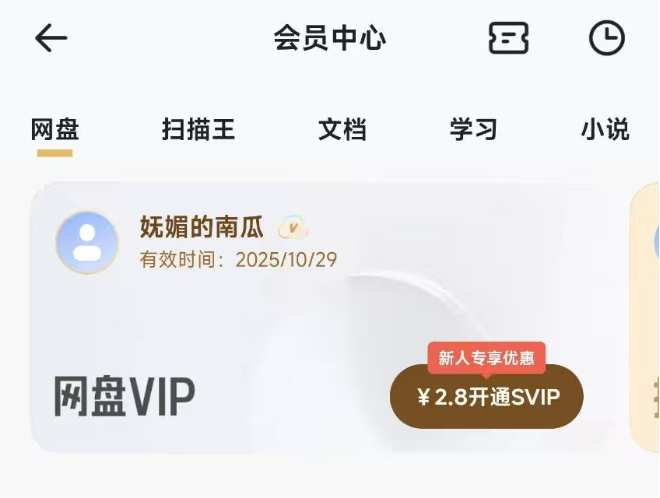 会员中心
网盘 扫描王 文档 学习 小说
妩媚的南瓜
有效时间：2025/10/29
新人专享优惠
网盘VIP
￥2.8开通SVIP